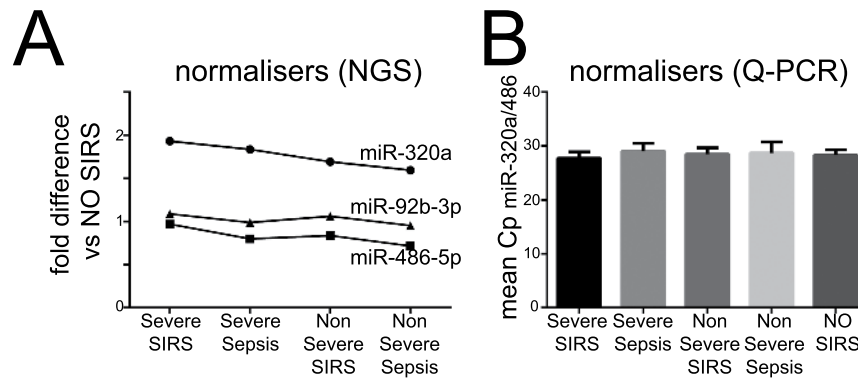 A
normalisers (NGS)
fold difference
vs NO SIRS
2
1
0
miR-320a
miR-92b-3p
miR-486-5p
Severe
SIRS
Severe
Sepsis
Non
Severe
SIRS
Non
Severe
Sepsis
B
normalisers (Q-PCR)
mean Cp miR-320a/486
40
30
20
10
0
Severe
SIRS
Severe
Sepsis
Non
Severe
SIRS
Non
Severe
Sepsis
NO
SIRS